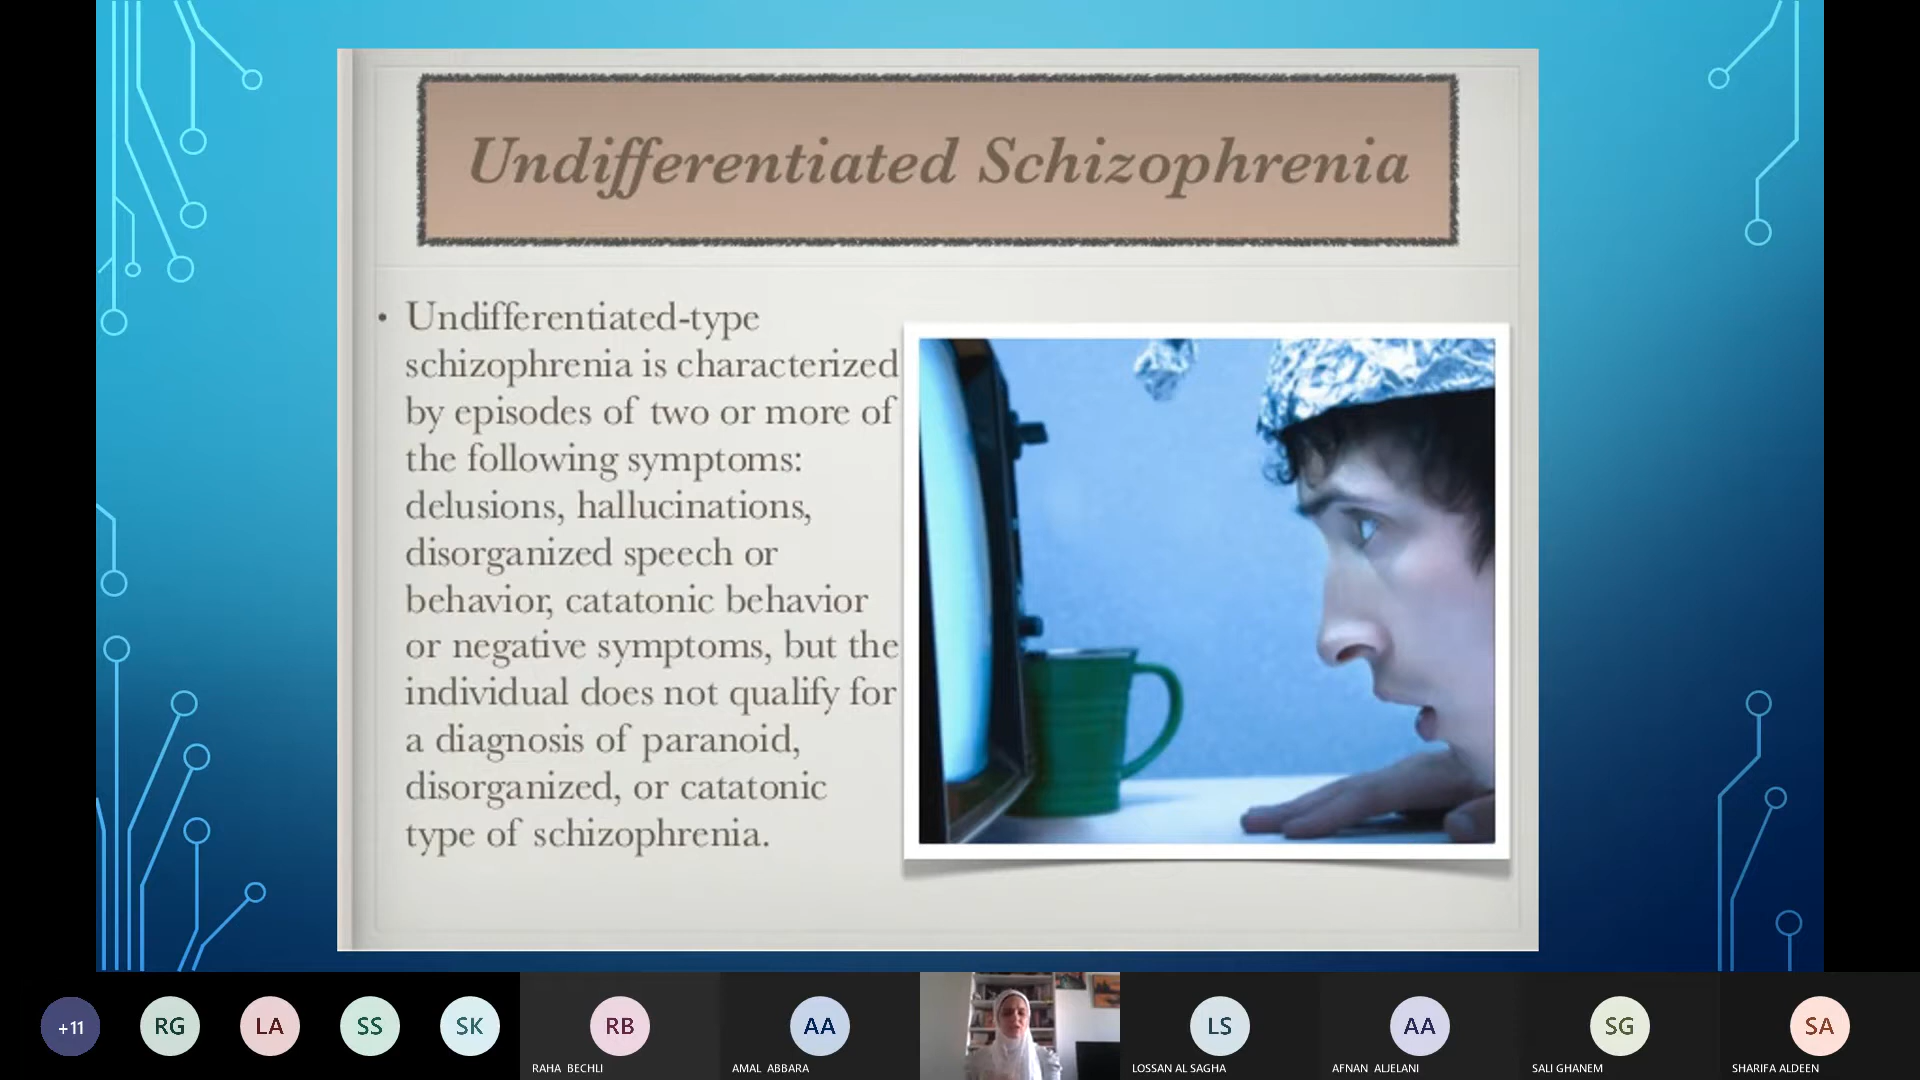 Undifferentiated Schizophrenia
• Undifferentiated-type
schizophrenia is characterized
by episodes of two or more of
the following symptoms:
delusions, hallucinations,
disorganized speech or
behavior, catatonic behavior
or negative symptoms, but the
individual does not qualify for
a diagnosis of paranoid,
disorganized, or catatonic
type of schizophrenia.
+11
RG
LA
SS
SK
RB
RAHA BECHLI
AA
AMAL ABBARA
LS
LOSSAN AL SAGHA
AA
AFNAN ALJELANI
SG
SALI GHANEM
SA
SHARIFA ALDEEN